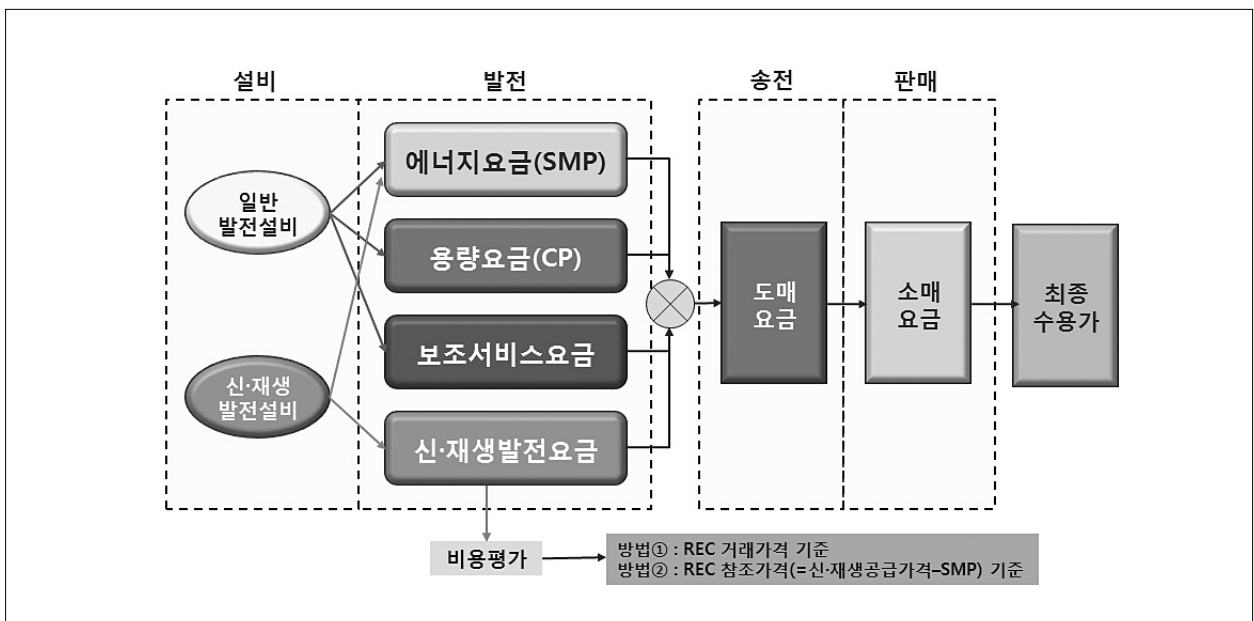 설비
발전
송전
판매
일반
발전설비
신·재생
발전설비
에너지요금(SMP)
용량요금(CP)
보조서비스요금
신·재생발전요금
도매
요금
소매
요금
최종
수용가
비용평가
방법① : REC 거래가격 기준
방법② : REC 참조가격(=신·재생공급가격–SMP) 기준